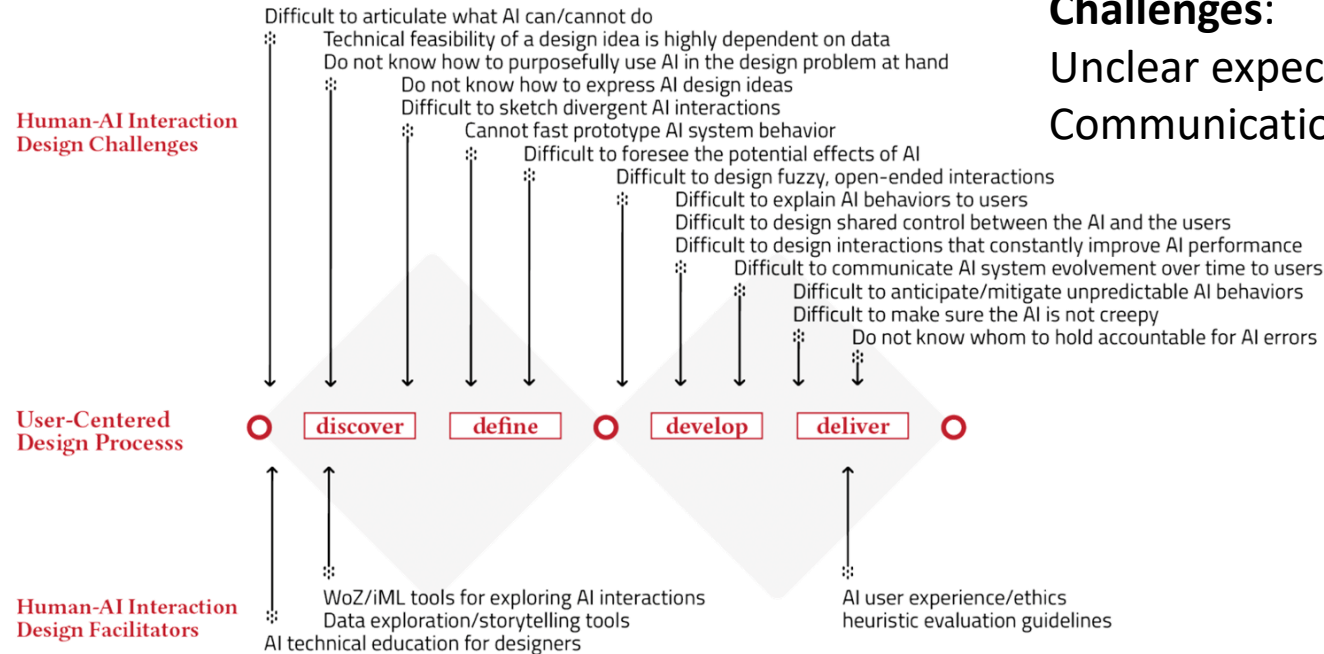 Difficult to articulate what AI can/cannot do
Technical feasibility of a design idea is highly dependent on data
Do not know how to purposefully use AI in the design problem at hand
Do not know how to express AI design ideas
Difficult to sketch divergent AI interactions
Cannot fast prototype AI system behavior
Difficult to foresee the potential effects of AI
Difficult to design fuzzy, open-ended interactions
Difficult to explain AI behaviors to users
Difficult to design shared control between the AI and the users
Difficult to design interactions that constantly improve AI performance
Difficult to communicate AI system evolvement over time to users
Difficult to anticipate/mitigate unpredictable AI behaviors
Difficult to make sure the AI is not creepy
Do not know whom to hold accountable for AI errors
Challenges:
Unclear expec
Communicatic
Human-AI Interaction
Design Challenges
User-Centered
Design Processs
discover
define
develop
deliver
Human-AI Interaction
Design Facilitators
WoZ/iML tools for exploring AI interactions
Data exploration/storytelling tools
AI technical education for designers
AI user experience/ethics
heuristic evaluation guidelines